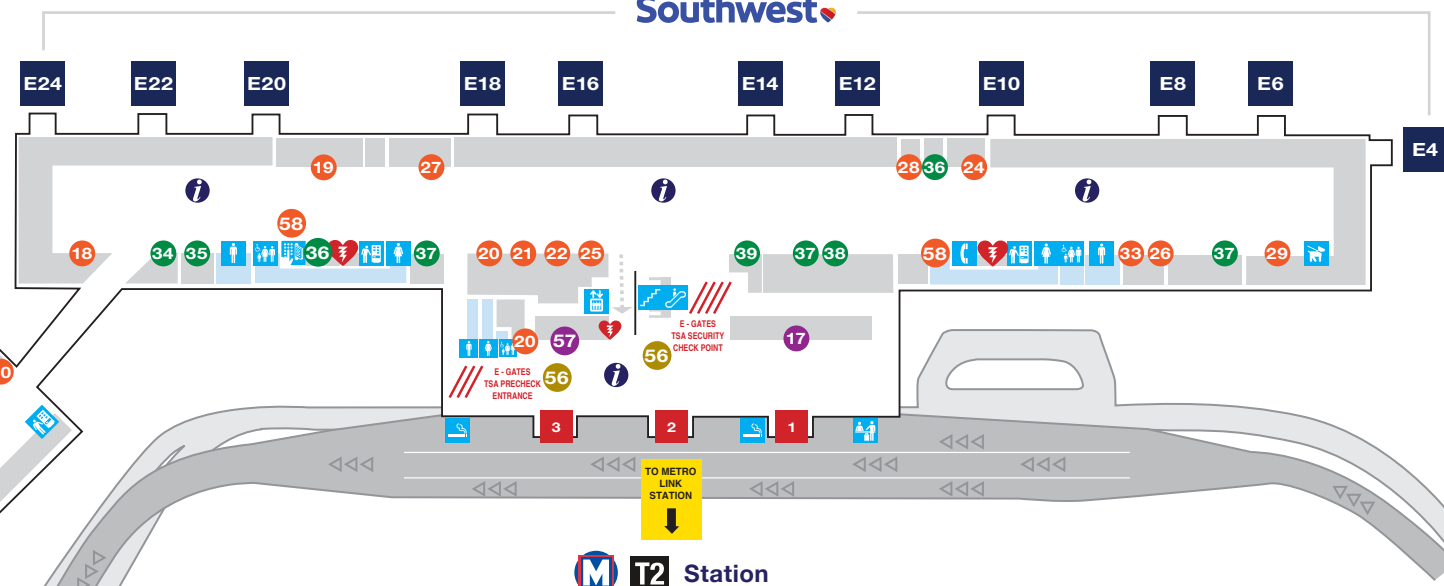 Southwest
E24 E22 E20 E18 E16 E14 E12 E10 E8 E6
E4
19 27 28 36 24
i i i
58
18 34 35 36 37 20 21 22 25 39 37 38 58 33 26 37 29
E - GATES
TSA SECURITY
CHECK POINT
20 57 56 17
E - GATES
TSA PRECHECK
ENTRANCE
56 i
0
3 2 1
TO METRO
LINK
STATION
M T2 Station